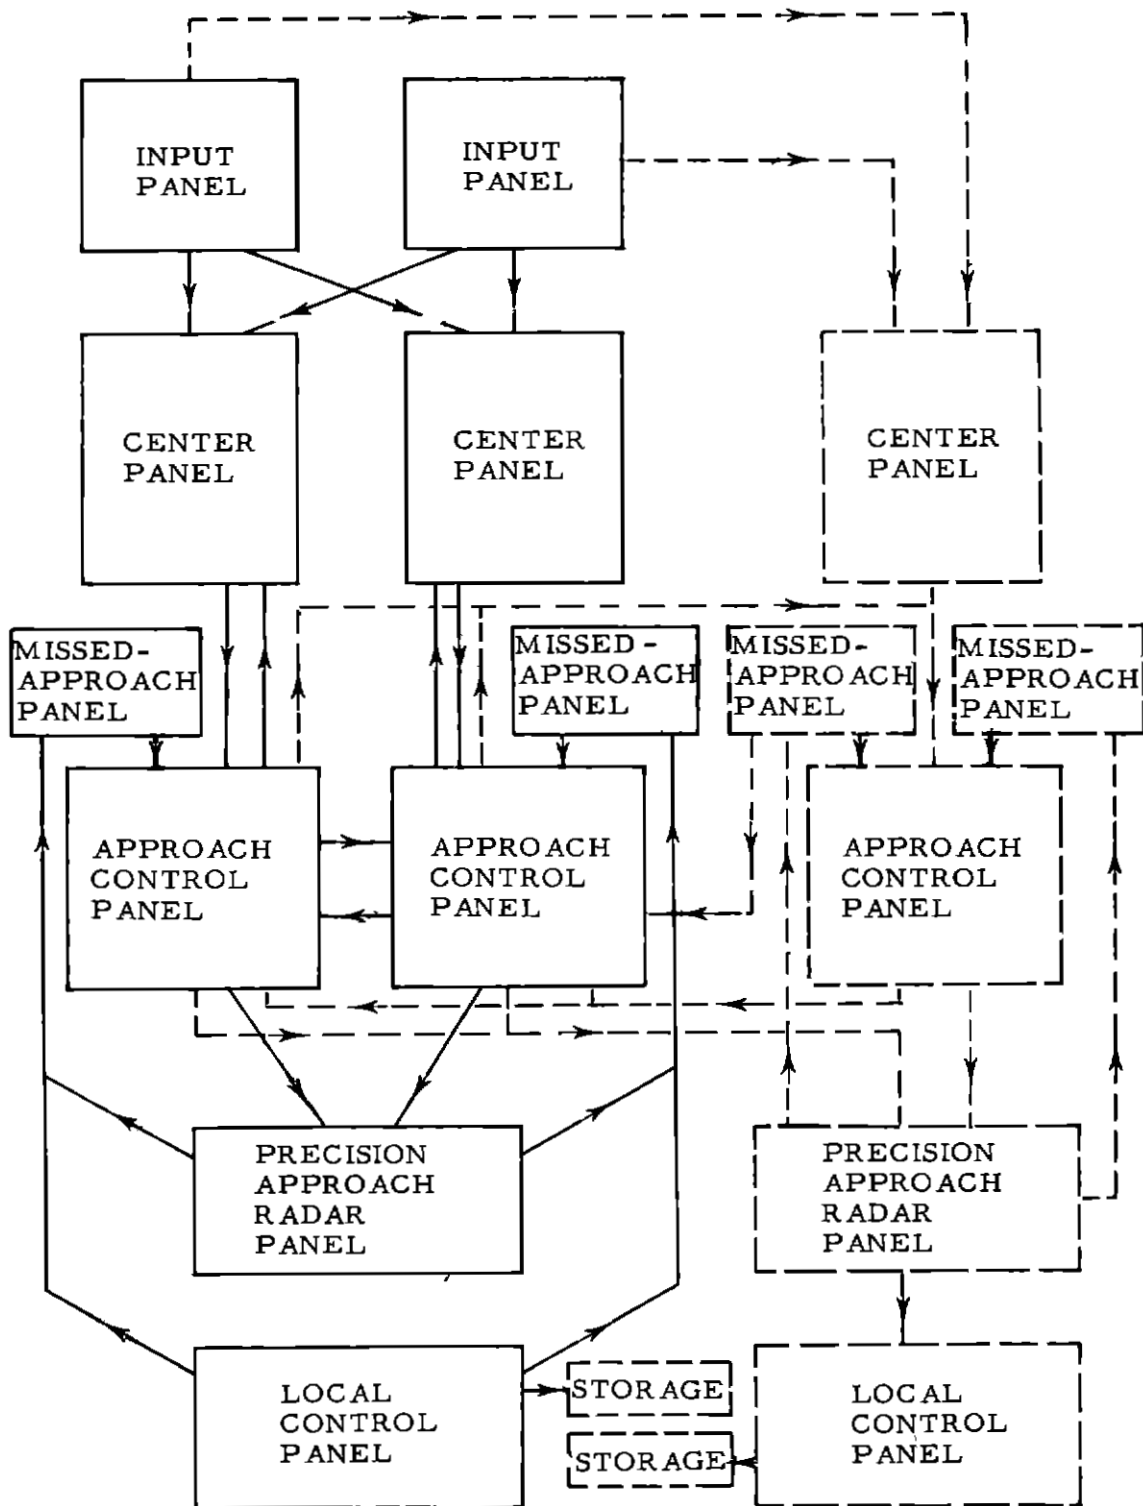 INPUT
PANEL
INPUT
PANEL
CENTER
PANEL
CENTER
PANEL
CENTER
PANEL
MISSED-
APPROACH
PANEL
MISSED-
APPROACH
PANEL
MISSED-
APPROACH
PANEL
MISSED-
APPROACH
PANEL
APPROACH
CONTROL
PANEL
APPROACH
CONTROL
PANEL
APPROACH
CONTROL
PANEL
PRECISION
APPROACH
RADAR
PANEL
PRECISION
APPROACH
RADAR
PANEL
LOCAL
CONTROL
PANEL
STORAGE
STORAGE
LOCAL
CONTROL
PANEL